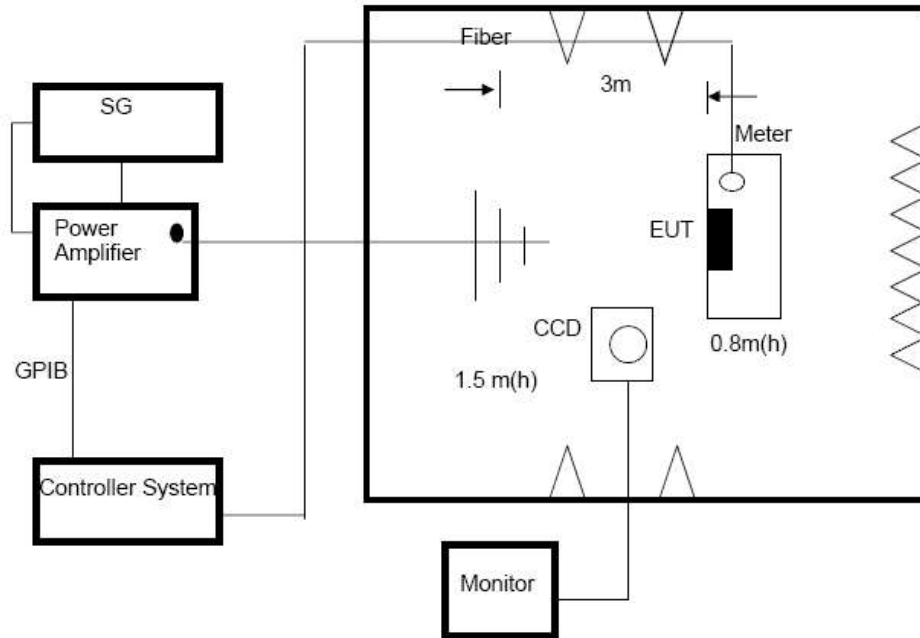 Fiber
3m
SG
Meter
Power
Amplifier
EUT
CCD
0.8m(h)
GPIB
1.5 m(h)
Controller System
Monitor